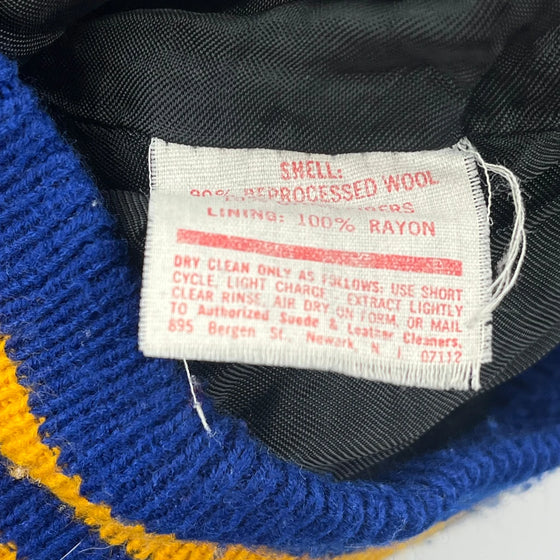 SHELL:
REPROCESSED WOOL
LINING: 100% RAYON
DRY CLEAN ONLY AS FOLLOWS: USE SHORT
CYCLE, LIGHT CHARGE, EXTRACT LIGHTLY
CLEAR RINSE, AIR DRY ON FORM, OR MAIL
TO Authorized Suede & Leather Cleaners,
895 Bergen St., Newark, N. J. 07112